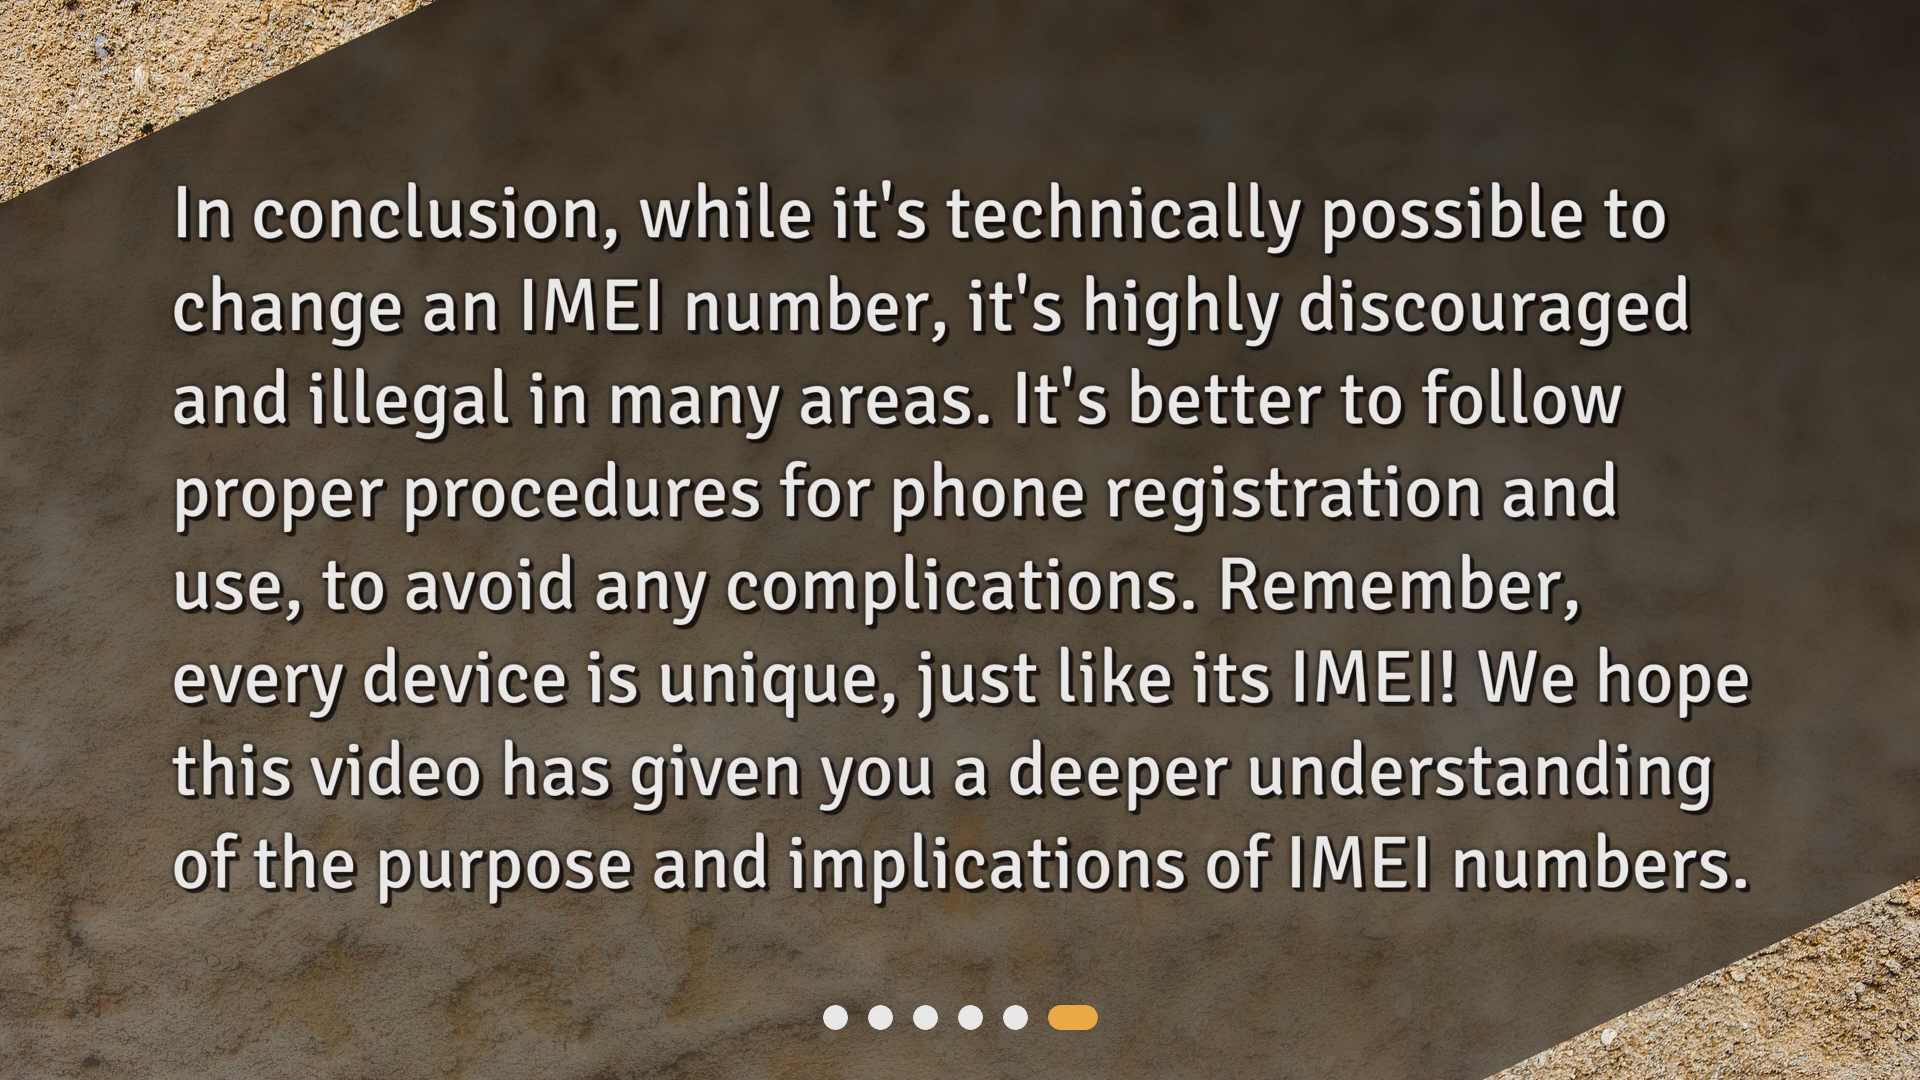 In conclusion, while it's technically possible to
change an IMEI number, it's highly discouraged
and illegal in many areas. It's better to follow
proper procedures for phone registration and
use, to avoid any complications. Remember,
every device is unique, just like its IMEI! We hope
this video has given you a deeper understanding
of the purpose and implications of IMEI numbers.